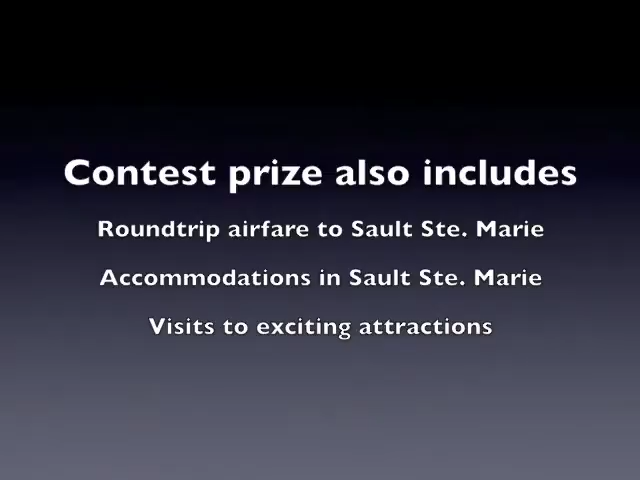 Contest prize also includes
Roundtrip airfare to Sault Ste. Marie
Accommodations in Sault Ste. Marie
Visits to exciting attractions